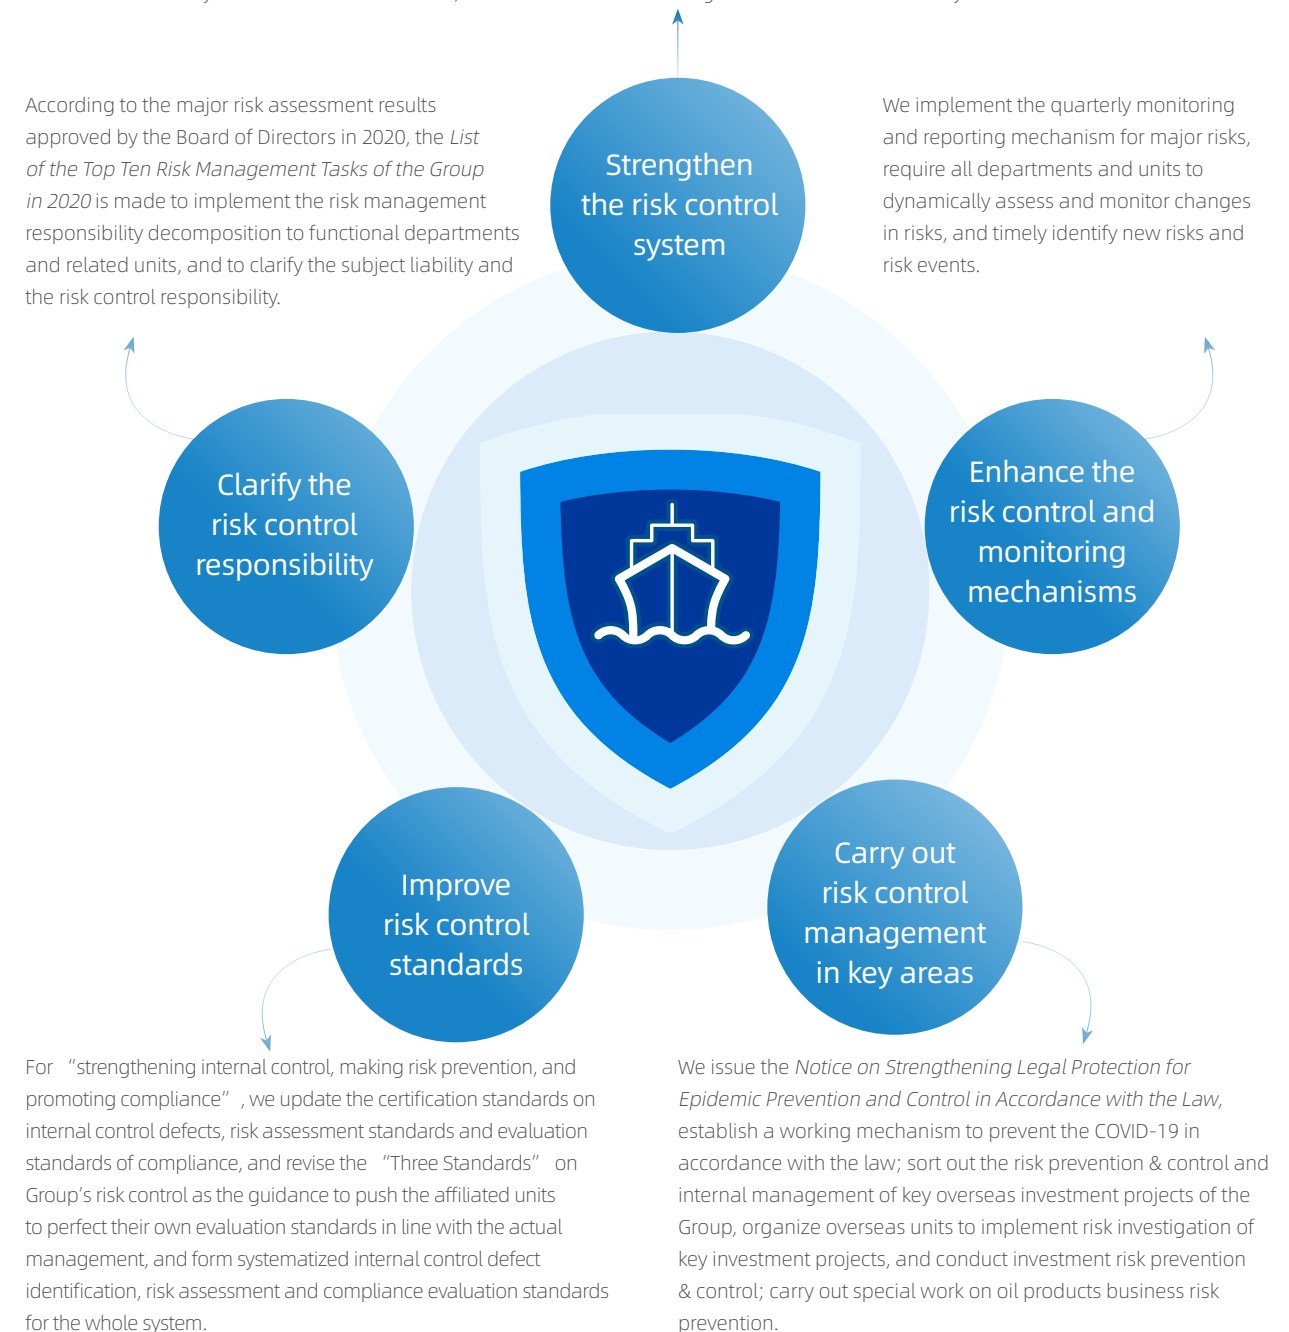 According to the major risk assessment results
approved by the Board of Directors in 2020, the List
of the Top Ten Risk Management Tasks of the Group
in 2020 is made to implement the risk management
responsibility decomposition to functional departments
and related units, and to clarify the subject liability and
the risk control responsibility.
Strengthen
the risk control
system
We implement the quarterly monitoring
and reporting mechanism for major risks,
require all departments and units to
dynamically assess and monitor changes
in risks, and timely identify new risks and
risk events.
Clarify the
risk control
responsibility
Enhance the
risk control and
monitoring
mechanisms
Improve
risk control
standards
Carry out
risk control
management
in key areas
For “strengthening internal control, making risk prevention, and
promoting compliance” , we update the certification standards on
internal control defects, risk assessment standards and evaluation
standards of compliance, and revise the “Three Standards” on
Group's risk control as the guidance to push the affiliated units
to perfect their own evaluation standards in line with the actual
management, and form systematized internal control defect
identification, risk assessment and compliance evaluation standards
for the whole system.
We issue the Notice on Strengthening Legal Protection for
Epidemic Prevention and Control in Accordance with the Law,
establish a working mechanism to prevent the COVID-19 in
accordance with the law; sort out the risk prevention & control and
internal management of key overseas investment projects of the
Group, organize overseas units to implement risk investigation of
key investment projects, and conduct investment risk prevention
& control; carry out special work on oil products business risk
prevention.